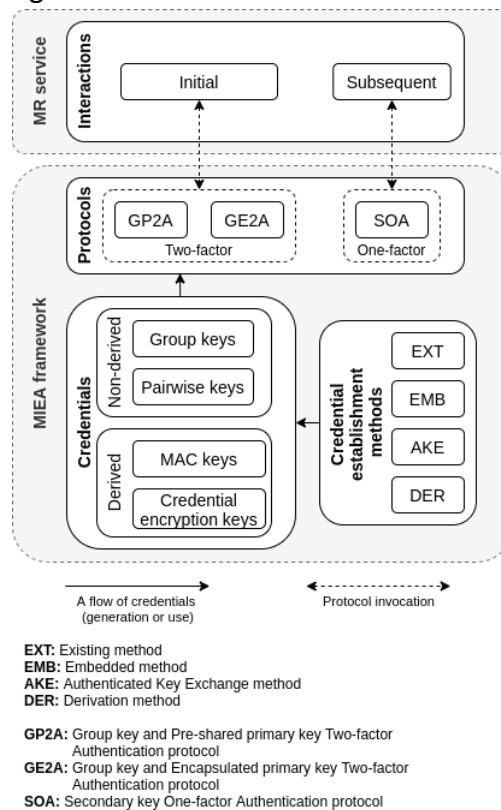 MR service
Interactions
Initial
Subsequent
MIEA framework
Protocols
GP2A
GE2A
Two-factor
SOA
One-factor
Credentials
Non-derived
Group keys
Pairwise keys
Derived
MAC keys
Credential
encryption keys
Credential
establishment
methods
EXT
EMB
AKE
DER
A flow of credentials
(generation or use)
Protocol invocation
EXT: Existing method
EMB: Embedded method
AKE: Authenticated Key Exchange method
DER: Derivation method
GP2A: Group key and Pre-shared primary key Two-factor
Authentication protocol
GE2A: Group key and Encapsulated primary key Two-factor
Authentication protocol
SOA: Secondary key One-factor Authentication protocol